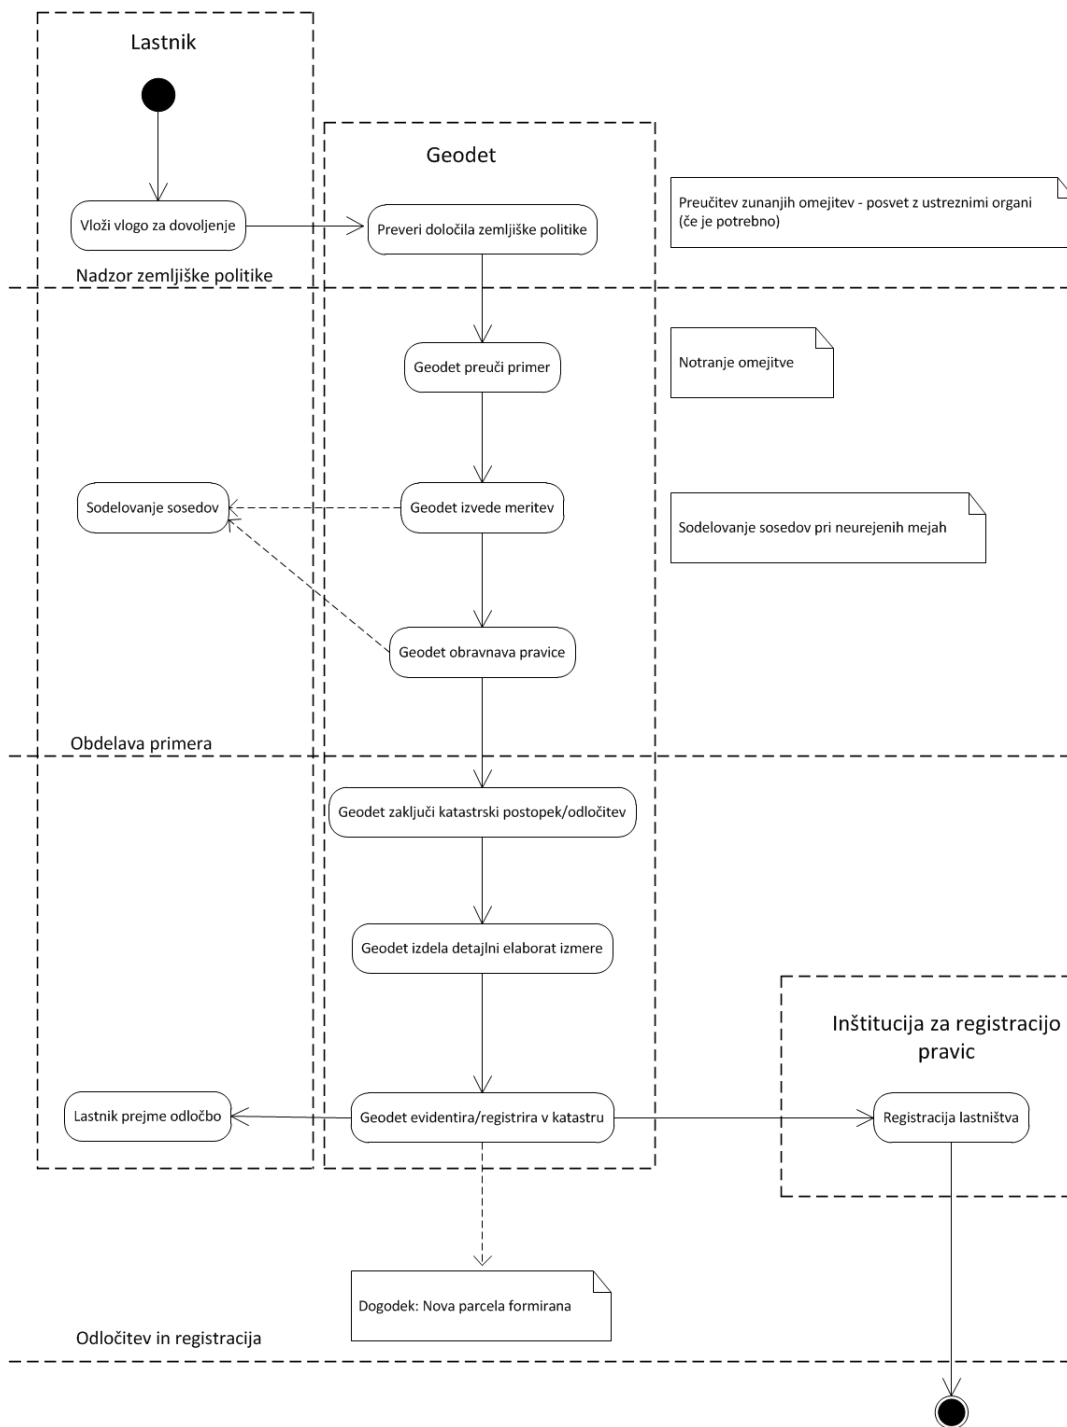 Lastnik
Geodet
Vloži vlogo za dovoljenje
Preveri določila zemljiške politike
Preučitev zunanjih omejitev - posvet z ustreznimi organi
(če je potrebno)
Nadzor zemljiške politike
Geodet preuči primer
Notranje omejitve
Sodelovanje sosedov
Geodet izvede meritev
Sodelovanje sosedov pri neurejenih mejah
Geodet obravnava pravice
Obdelava primera
Geodet zaključi katastrski postopek/odločitev
Geodet izdela detajlni elaborat izmere
Inštitucija za registracijo
pravic
Lastnik prejme odločbo
Geodet evidentira/registrira v katastru
Registracija lastništva
Dogodek: Nova parcela formirana
Odločitev in registracija